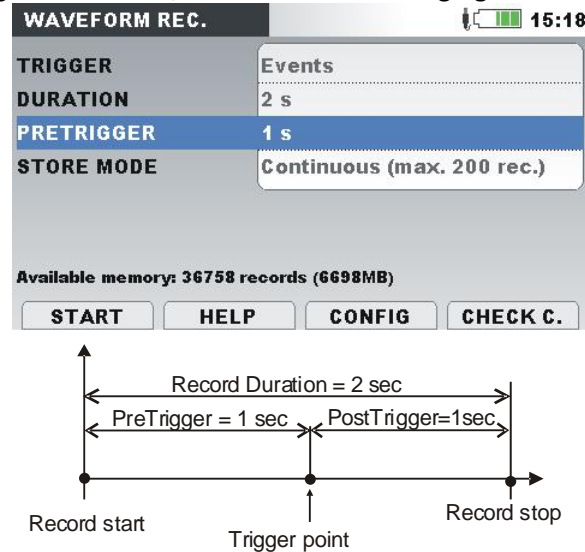 WAVEFORM REC. 15:18
TRIGGER Events
DURATION 2 s
PRETRIGGER 1 s
STORE MODE Continuous (max. 200 rec.)
Available memory: 36758 records (6698MB)
START HELP CONFIG CHECK C.
Record Duration = 2 sec
PreTrigger = 1 sec PostTrigger=1sec
Record start Record stop
Trigger point